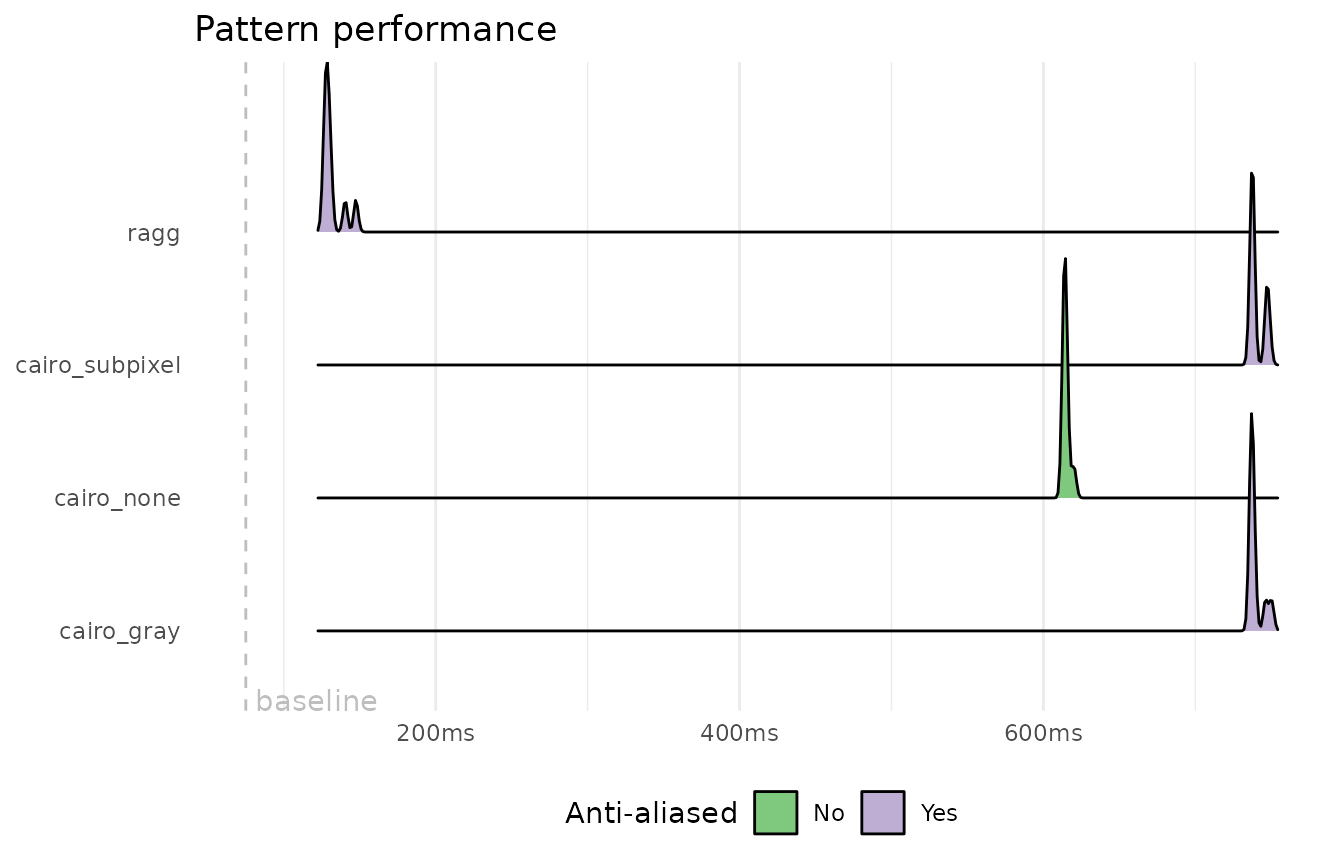 Pattern performance
ragg
cairo_subpixel
cairo_none
cairo_gray
baseline
200ms 400ms 600ms
Anti-aliased No Yes